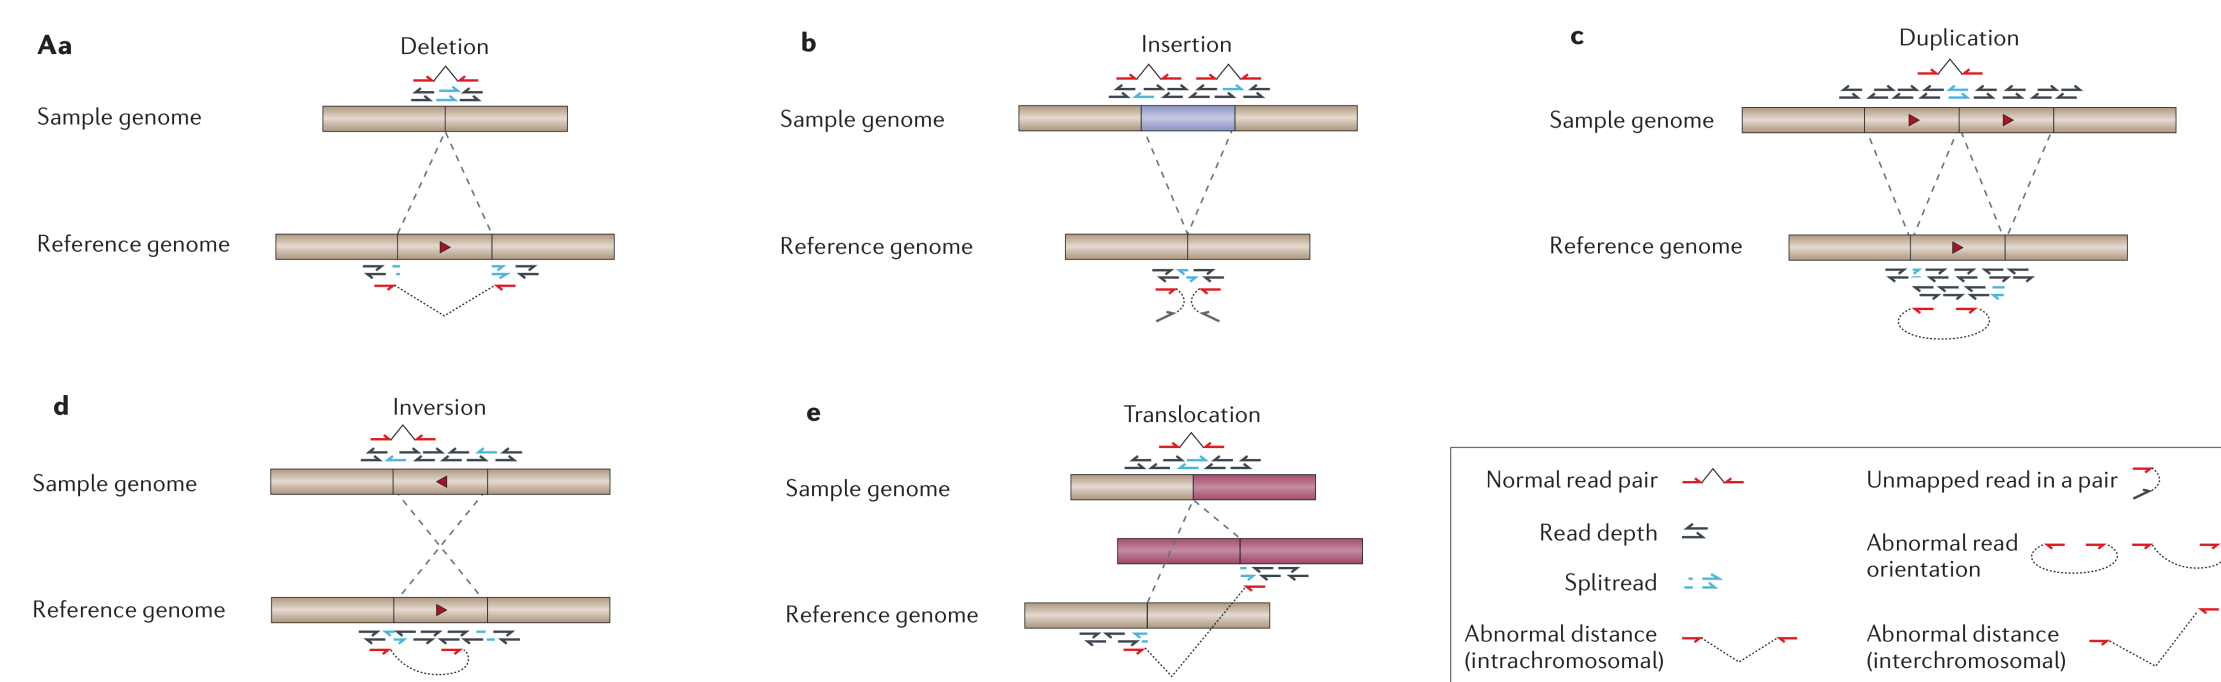 Aa
Deletion
Sample genome
Reference genome
b
Insertion
Sample genome
Reference genome
c
Duplication
Sample genome
Reference genome
d
Inversion
Sample genome
Reference genome
e
Translocation
Sample genome
Reference genome
Normal read pair
Read depth
Splitread
Abnormal distance
(intrachromosomal)
Unmapped read in a pair
Abnormal read
orientation
Abnormal distance
(interchromosomal)